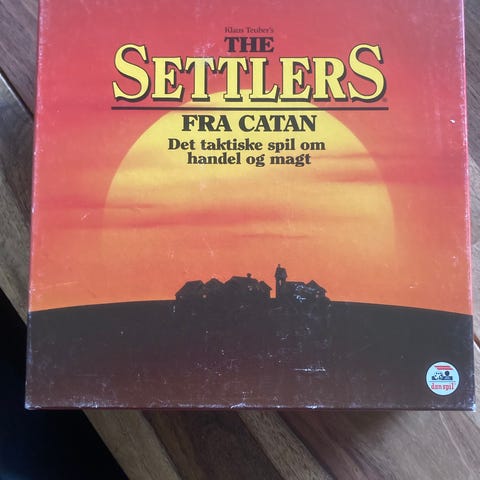 Klaus Teuber's
THE
SETTLERS®
FRA CATAN
Det taktiske spil om
handel og magt
dan spil